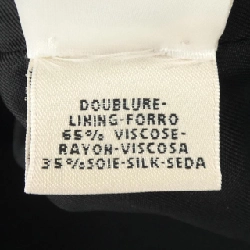 DOUBLURE-
LINING-FORRO
65% VISCOSE-
RAYON-VISCOSA
35%SOIE-SILK-SEDA